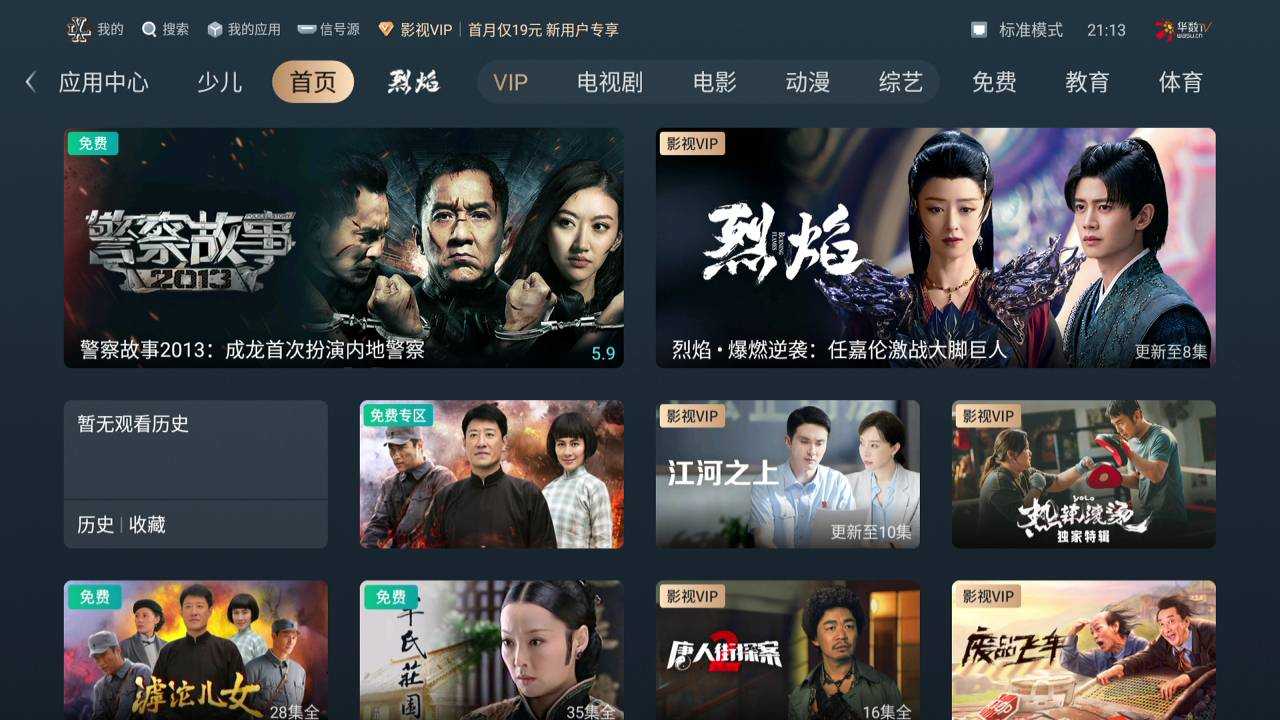 我的
搜索
我的应用
信号源
影视VIP
首月仅19元 新用户专享
标准模式
21:13
华数TV
wasu.cn
应用中心
少儿
首页
烈焰
VIP
电视剧
电影
动漫
综艺
免费
教育
体育
免费
警察故事
POLICE STORY
2013
警察故事2013：成龙首次扮演内地警察
5.9
影视VIP
烈焰
BURNING
FLAMES
烈焰·爆燃逆袭：任嘉伦激战大脚巨人
更新至8集
暂无观看历史
历史
收藏
免费专区
影视VIP
江河之上
更新至10集
影视VIP
YOLO
热辣滚烫
独家特辑
免费
滹沱儿女
28集全
免费
氏莊園
35集全
影视VIP
唐人街探案2
16集全
影视VIP
废品飞车